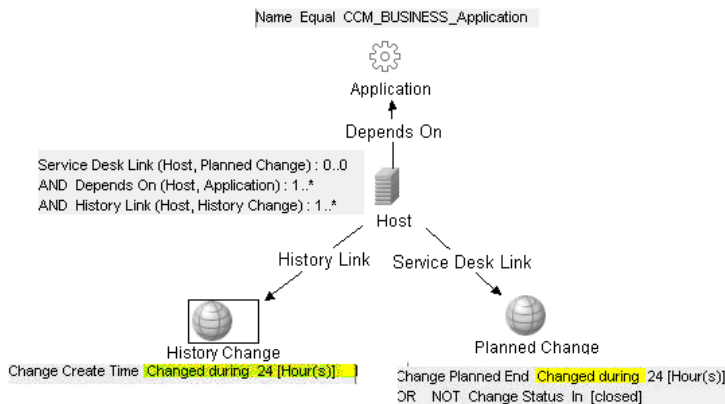 Name Equal CCM_BUSINESS_Application
Application
Depends On
Service Desk Link (Host, Planned Change) : 0..0
AND Depends On (Host, Application) : 1..*
AND History Link (Host, History Change) : 1..*
Host
History Link
Service Desk Link
History Change
Planned Change
Change Create Time Changed during 24 [Hour(s)]
Change Planned End Changed during 24 [Hour(s)]
OR NOT Change Status In [closed]